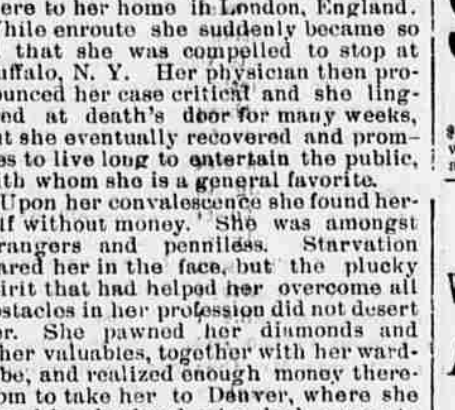 ere to her home in London, England.
While enroute she suddenly became so
that she was compelled to stop at
uffalo, N. Y. Her physician then pro-
ounced her case critical and she ling-
ed at death's door for many weeks,
ut she eventually recovered and prom-
es to live long to entertain the public,
ith whom she is a general favorite.
Upon her convalescence she found her-
lf without money. She was amongst
rangers and penniless. Starvation
ared her in the face, but the plucky
irit that had helped her overcome all
stacles in her profession did not desert
er. She pawned her diamonds and
her valuables, together with her ward-
be, and realized enough money there-
om to take her to Denver, where she